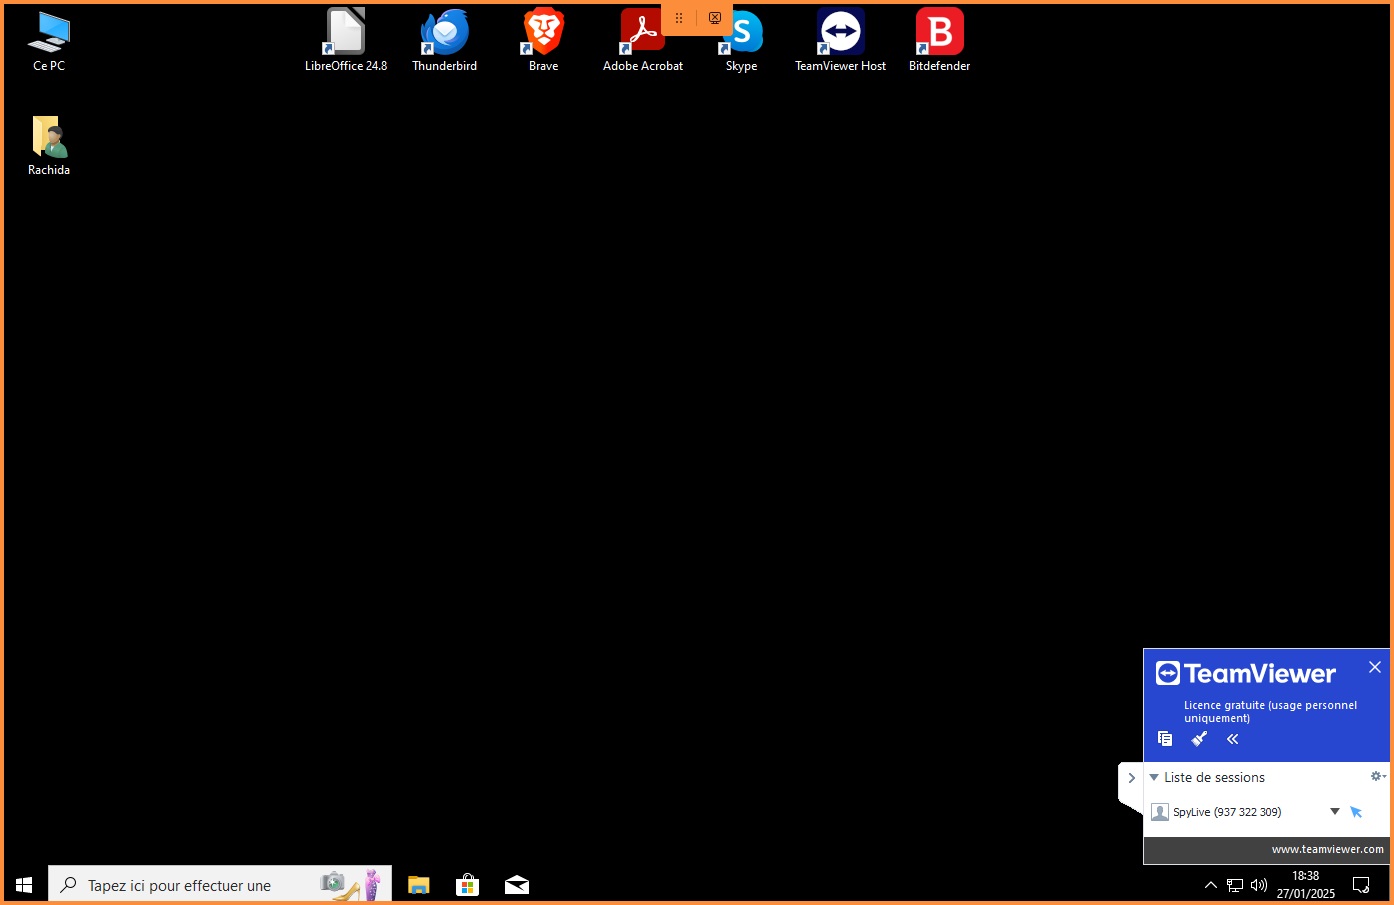 Ce PC
LibreOffice 24.8
Thunderbird
Brave
Adobe Acrobat
Skype
TeamViewer Host
Bitdefender
Rachida
TeamViewer
Licence gratuite (usage personnel
uniquement)
Liste de sessions
SpyLive (937 322 309)
www.teamviewer.com
Tapez ici pour effectuer une
18:38
27/01/2025